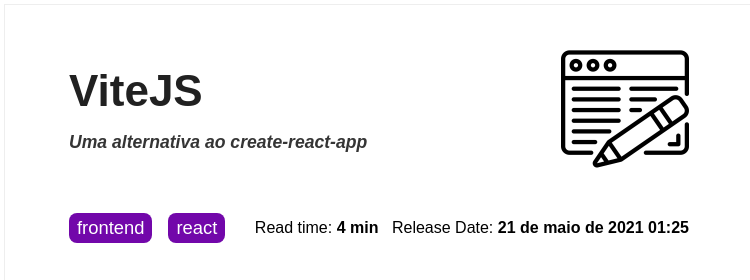 ViteJS
Uma alternativa ao create-react-app
frontend react Read time: 4 min Release Date: 21 de maio de 2021 01:25